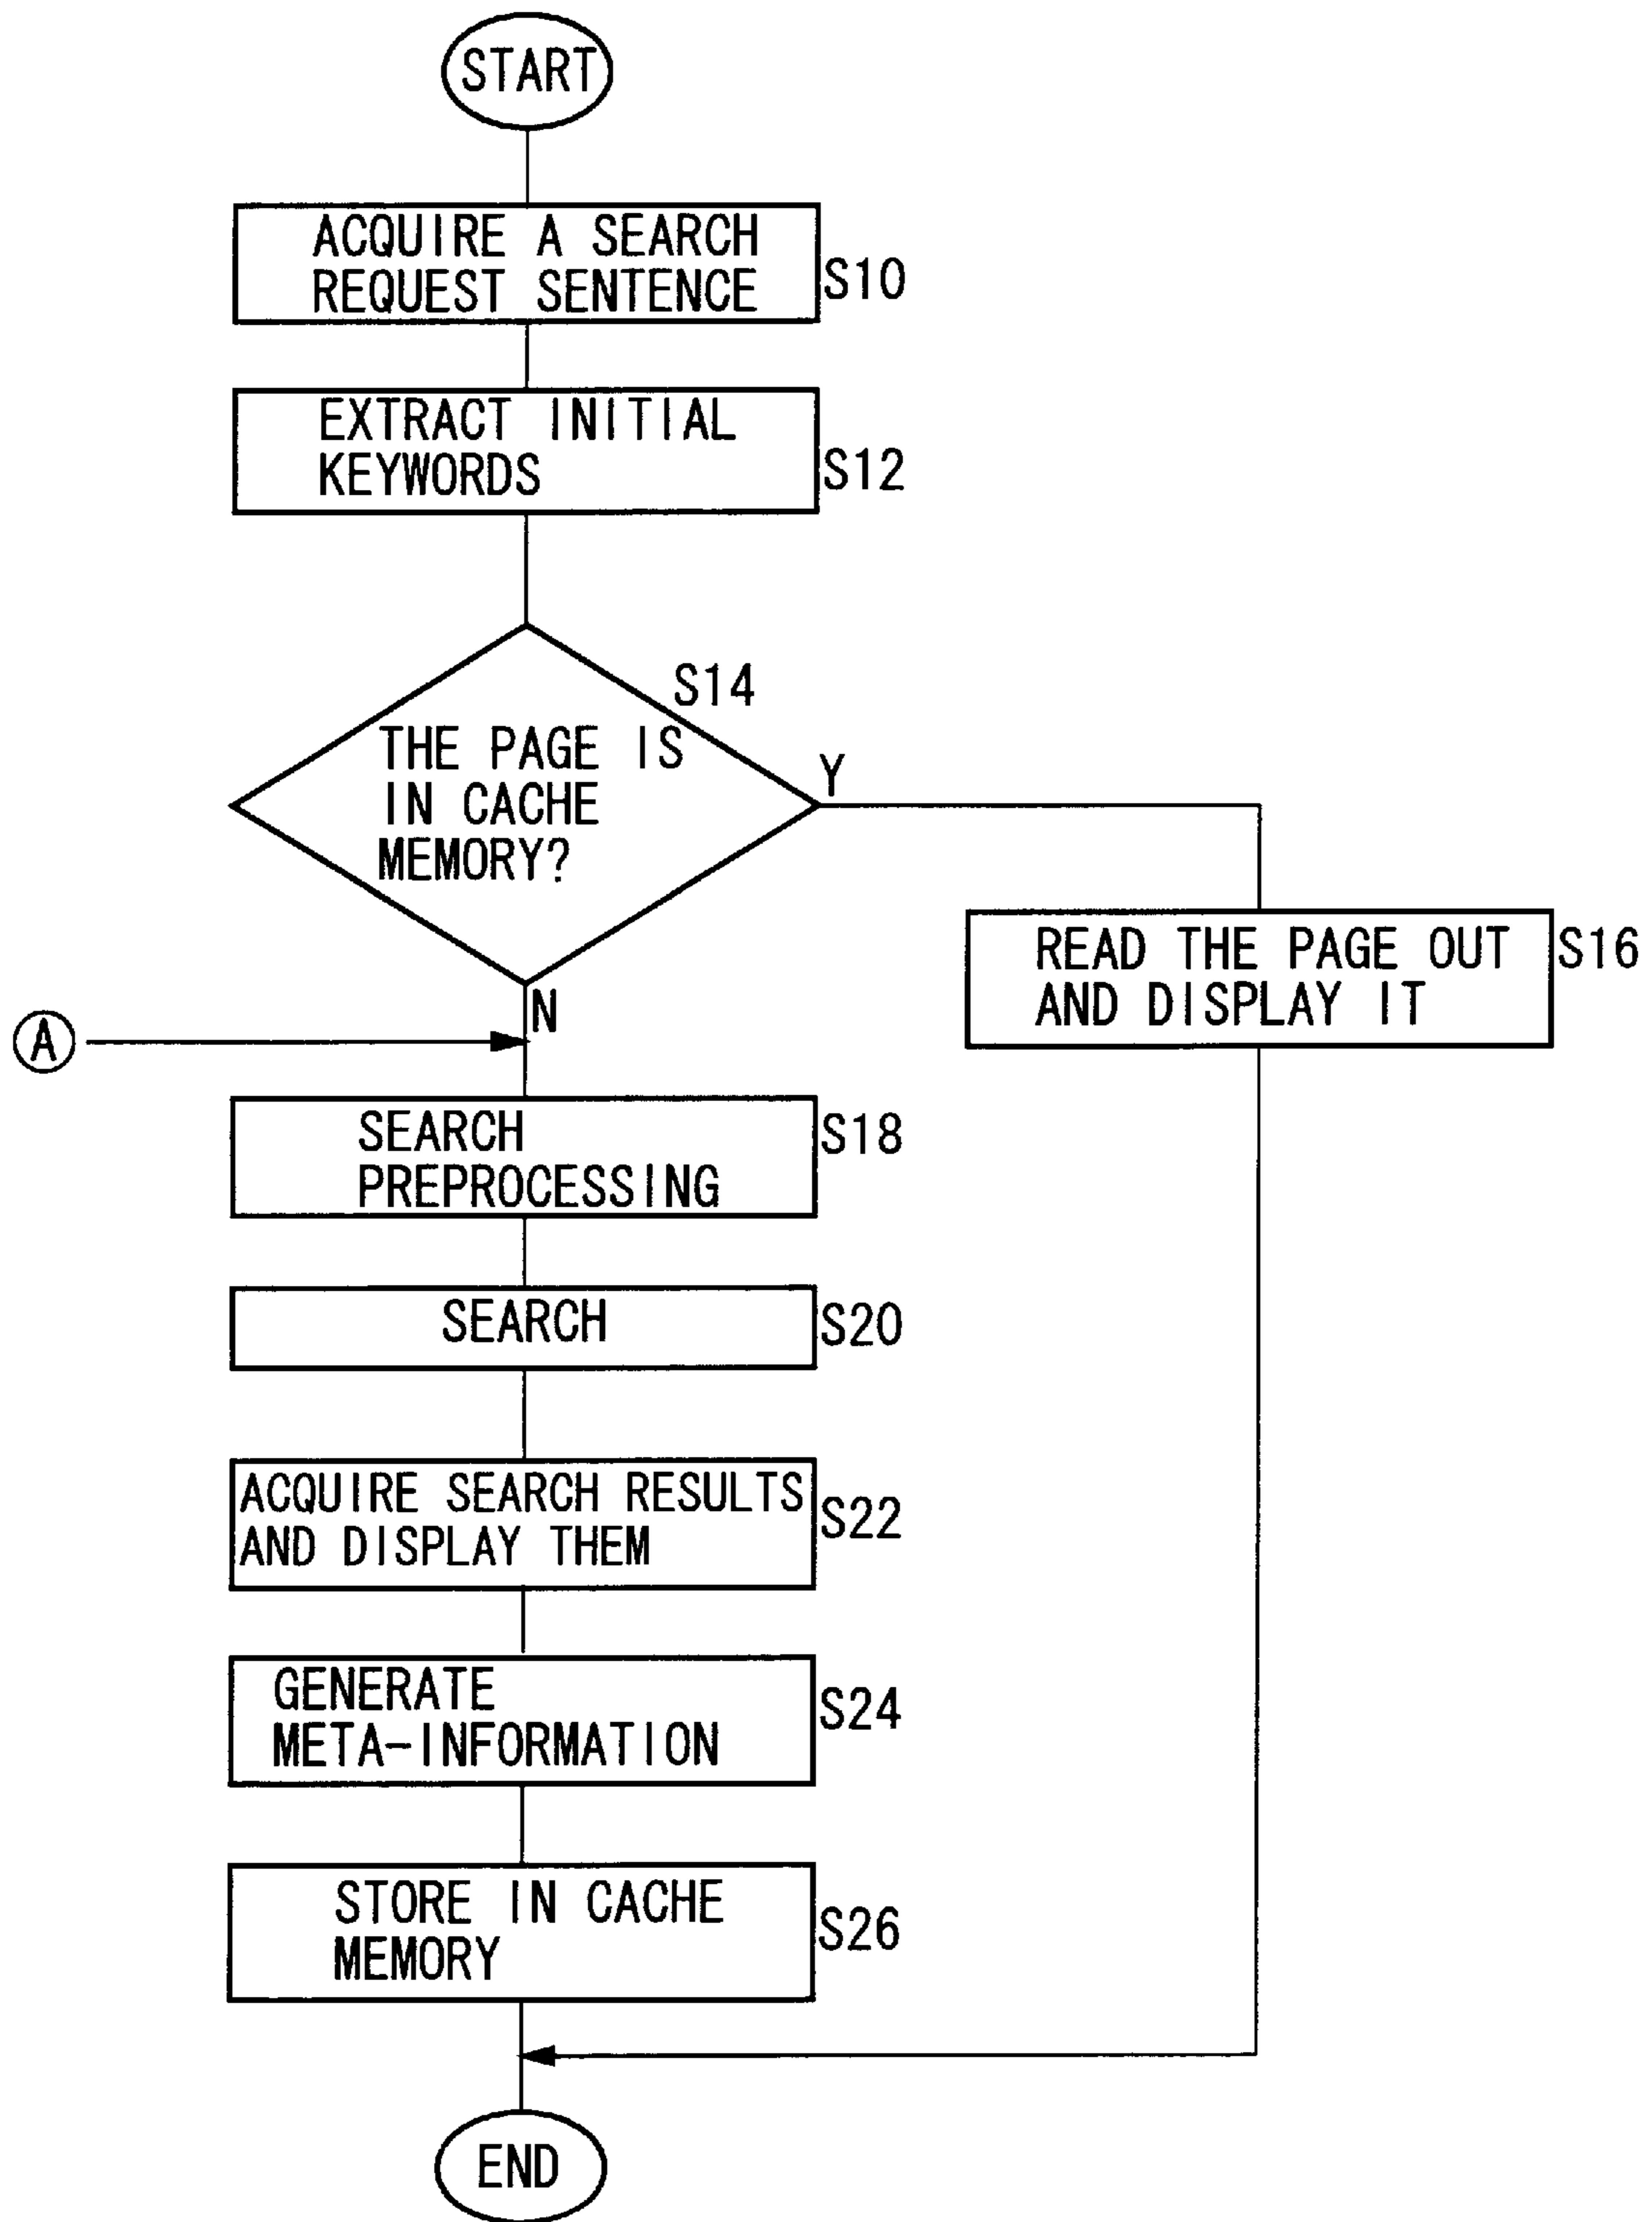 START
ACQUIRE A SEARCH
REQUEST SENTENCE
S10
EXTRACT INITIAL
KEYWORDS
S12
S14
THE PAGE IS
IN CACHE
MEMORY?
Y
READ THE PAGE OUT
AND DISPLAY IT
S16
N
A
SEARCH
PREPROCESSING
S18
SEARCH
S20
ACQUIRE SEARCH RESULTS
AND DISPLAY THEM
S22
GENERATE
META-INFORMATION
S24
STORE IN CACHE
MEMORY
S26
END